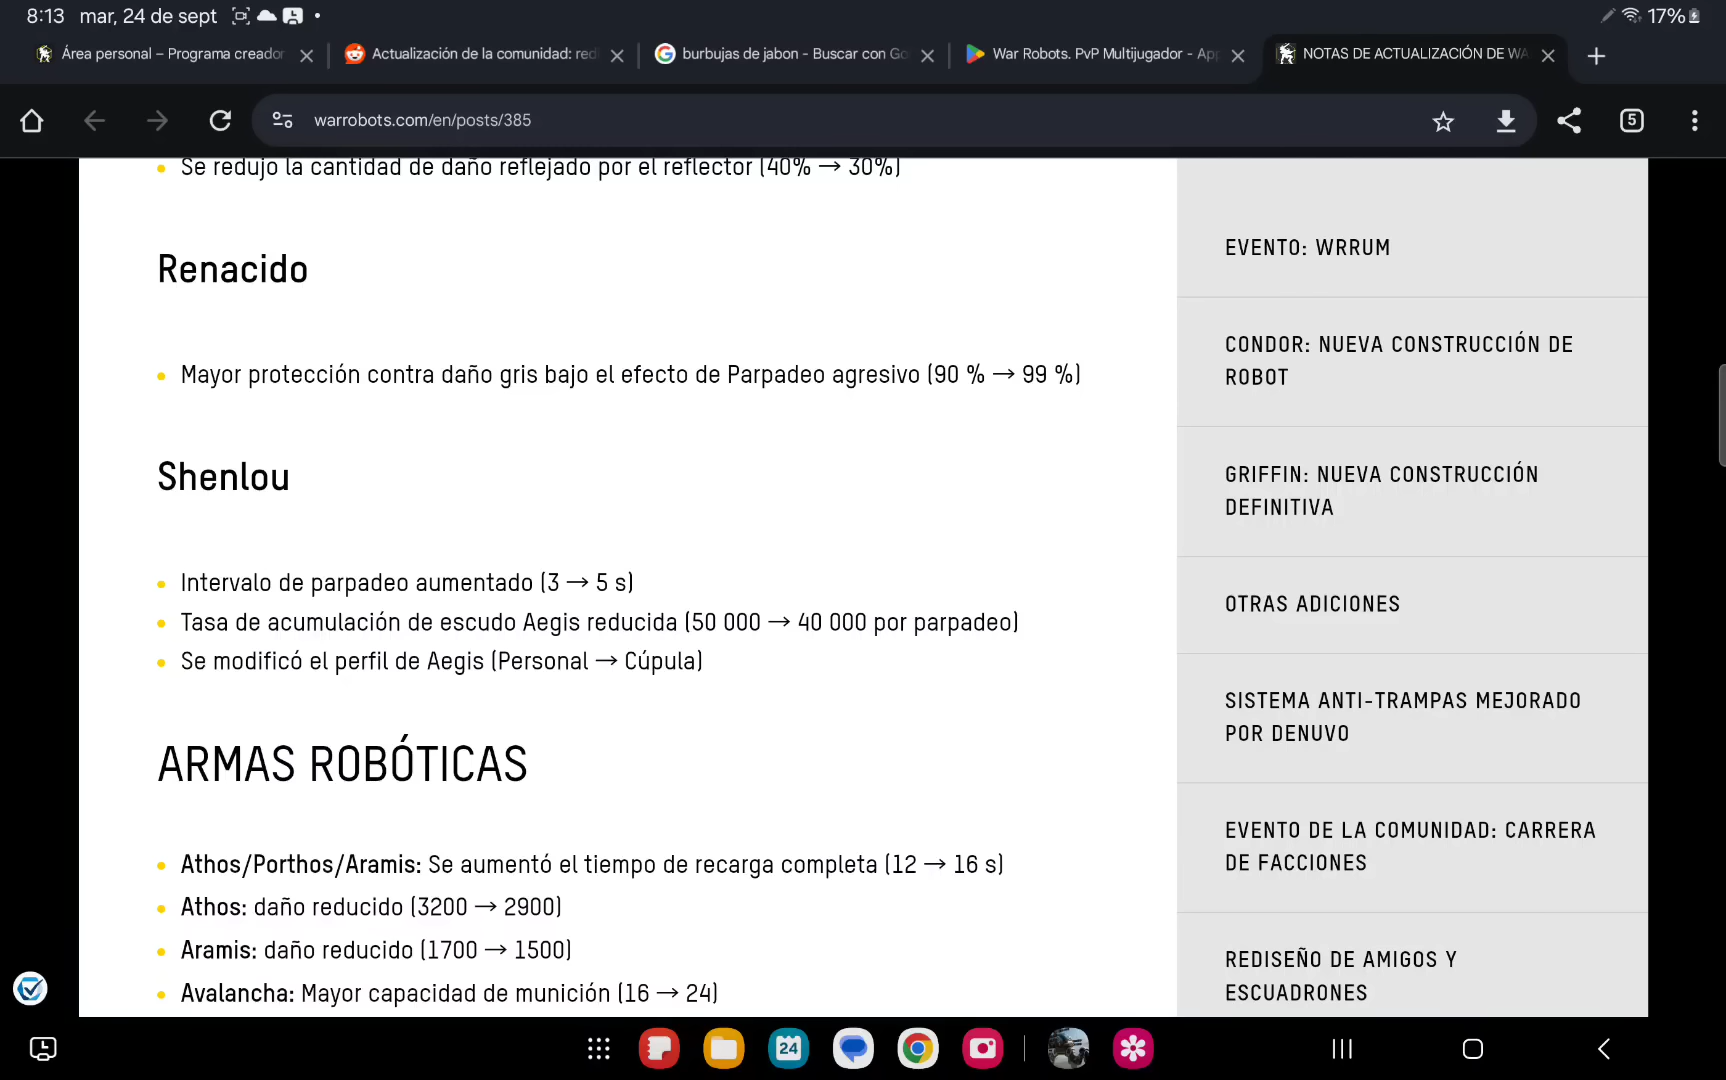 8:13 mar, 24 de sept
17%
Área personal – Programa creador
Actualización de la comunidad: red
burbujas de jabon - Buscar con Go
War Robots. PvP Multijugador - Ap
NOTAS DE ACTUALIZACIÓN DE WA
warrobots.com/en/posts/385
5
Se redujo la cantidad de daño reflejado por el reflector (40% → 30%)
Renacido
Mayor protección contra daño gris bajo el efecto de Parpadeo agresivo (90 % → 99 %)
Shenlou
Intervalo de parpadeo aumentado (3 → 5 s)
Tasa de acumulación de escudo Aegis reducida (50 000 → 40 000 por parpadeo)
Se modificó el perfil de Aegis (Personal → Cúpula)
ARMAS ROBÓTICAS
Athos/Porthos/Aramis: Se aumentó el tiempo de recarga completa (12 → 16 s)
Athos: daño reducido (3200 → 2900)
Aramis: daño reducido (1700 → 1500)
Avalancha: Mayor capacidad de munición (16 → 24)
EVENTO: WRRUM
CONDOR: NUEVA CONSTRUCCIÓN DE
ROBOT
GRIFFIN: NUEVA CONSTRUCCIÓN
DEFINITIVA
OTRAS ADICIONES
SISTEMA ANTI-TRAMPAS MEJORADO
POR DENUVO
EVENTO DE LA COMUNIDAD: CARRERA
DE FACCIONES
REDISEÑO DE AMIGOS Y
ESCUADRONES
24